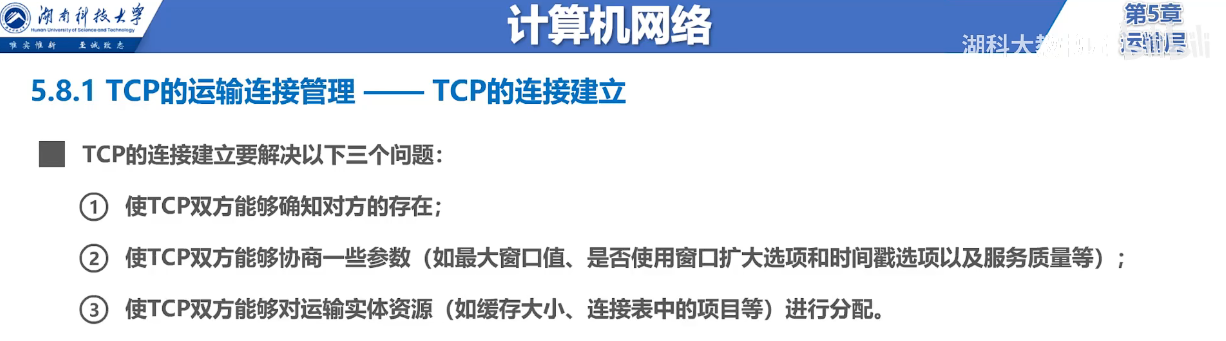 湖南科技大学
Hunan University of Science and Technology
唯实惟新 至诚致志
计算机网络
第5章
运输层
湖科大教书匠
bilibili
5.8.1 TCP的运输连接管理 —— TCP的连接建立
TCP的连接建立要解决以下三个问题：
① 使TCP双方能够确知对方的存在；
② 使TCP双方能够协商一些参数（如最大窗口值、是否使用窗口扩大选项和时间戳选项以及服务质量等）；
③ 使TCP双方能够对运输实体资源（如缓存大小、连接表中的项目等）进行分配。